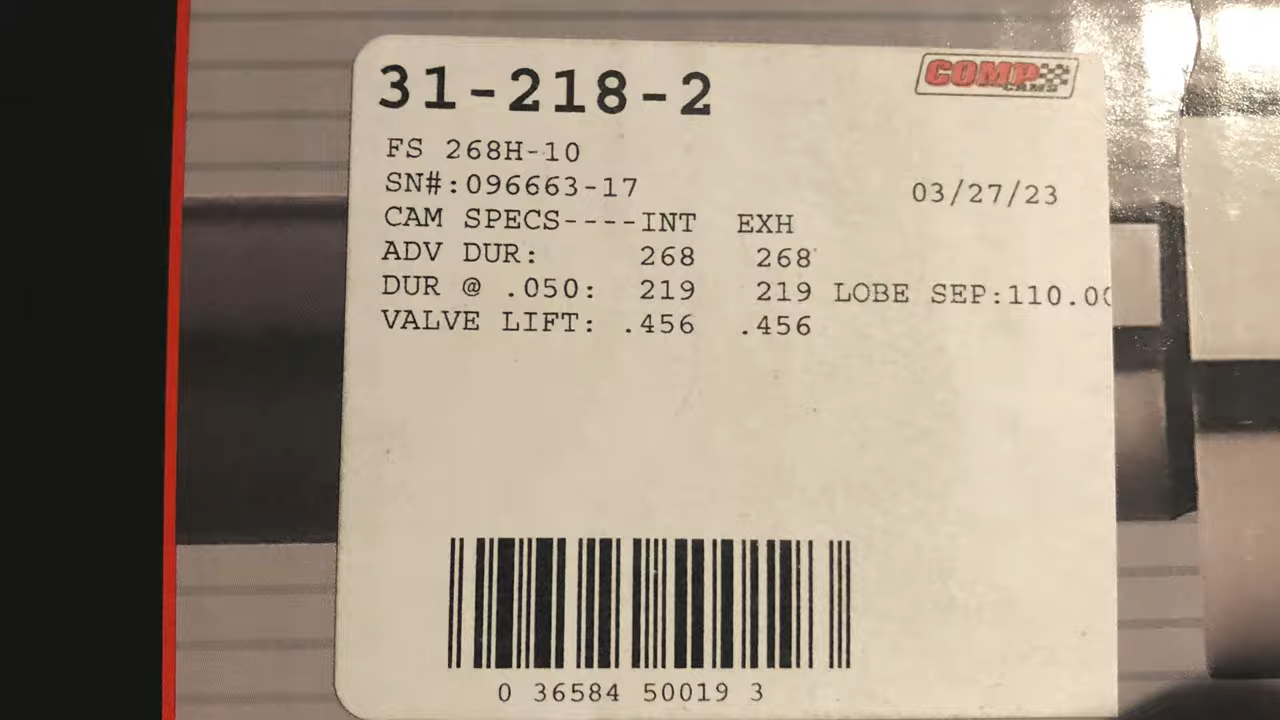 31-218-2
COMP CAMS
FS 268H-10
SN#:096663-17
03/27/23
CAM SPECS----INT EXH
ADV DUR: 268 268
DUR @ .050: 219 219 LOBE SEP:110.0
VALVE LIFT: .456 .456
0 36584 50019 3